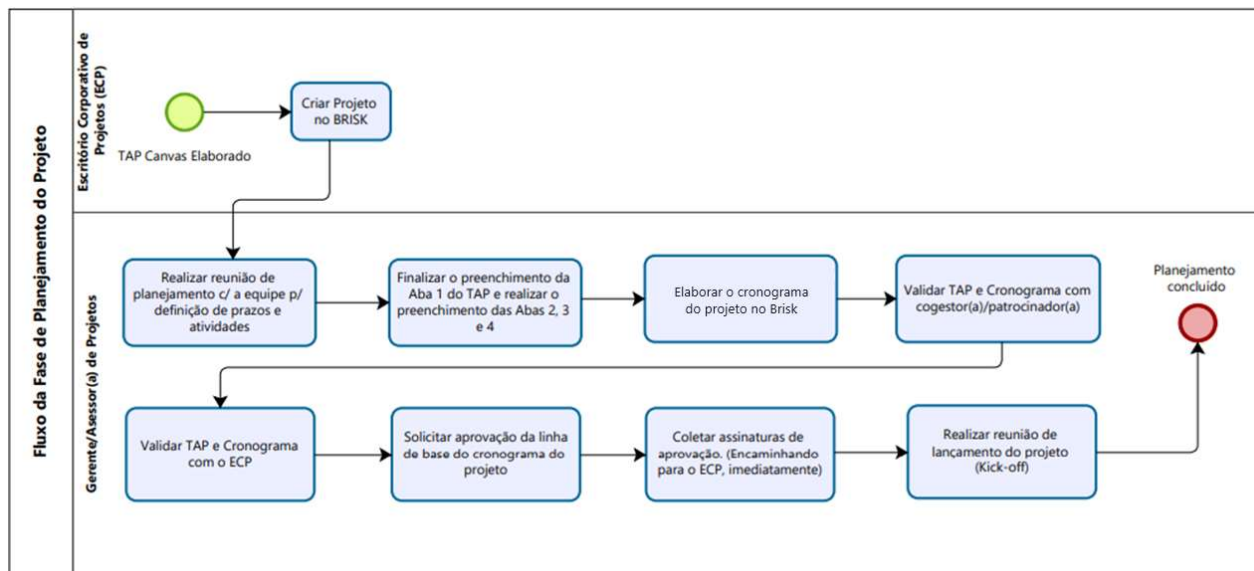 Fluxo da Fase de Planejamento do Projeto
Escritório Corporativo de
Projetos (ECP)
TAP Canvas Elaborado
Criar Projeto
no BRISK
Gerente/Asessor(a) de Projetos
Realizar reunião de
planejamento c/ a equipe p/
definição de prazos e
atividades
Finalizar o preenchimento da
Aba 1 do TAP e realizar o
preenchimento das Abas 2, 3
e 4
Elaborar o cronograma
do projeto no Brisk
Validar TAP e Cronograma com
cogestor(a)/patrocinador(a)
Planejamento
concluído
Validar TAP e Cronograma
com o ECP
Solicitar aprovação da linha
de base do cronograma do
projeto
Coletar assinaturas de
aprovação. (Encaminhando
para o ECP, imediatamente)
Realizar reunião de
lançamento do projeto
(Kick-off)